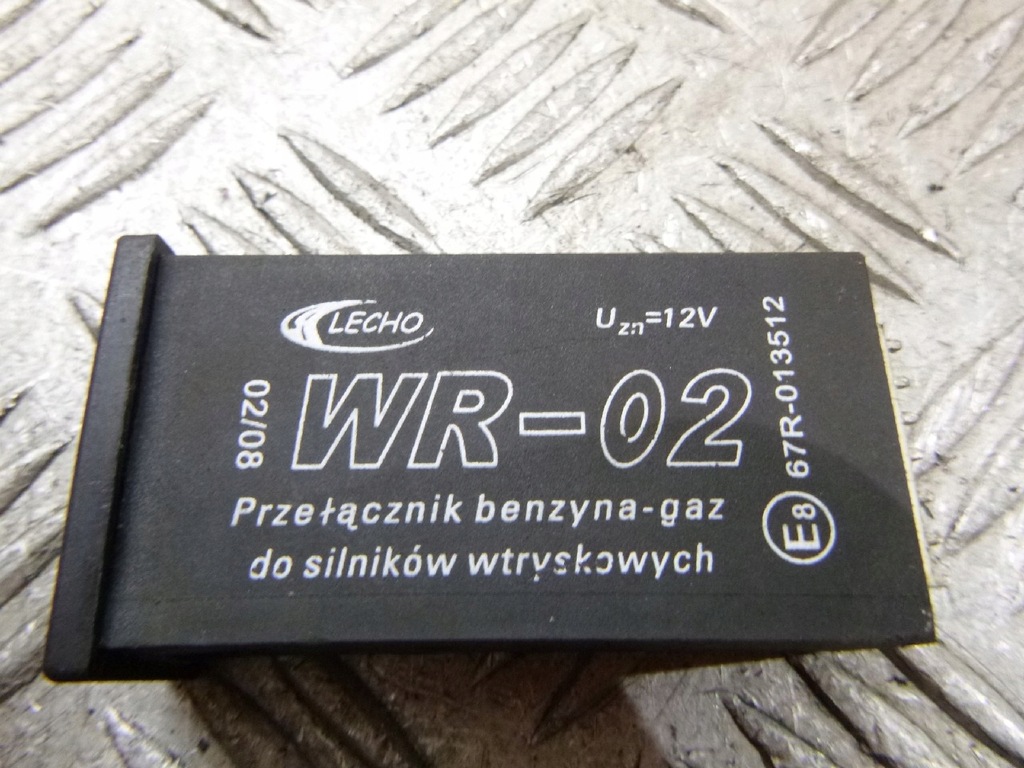 LECHO
Uzn=12V
02/08
WR-02
67R-013512
E8
Przełącznik benzyna-gaz
do silników wtryskowych